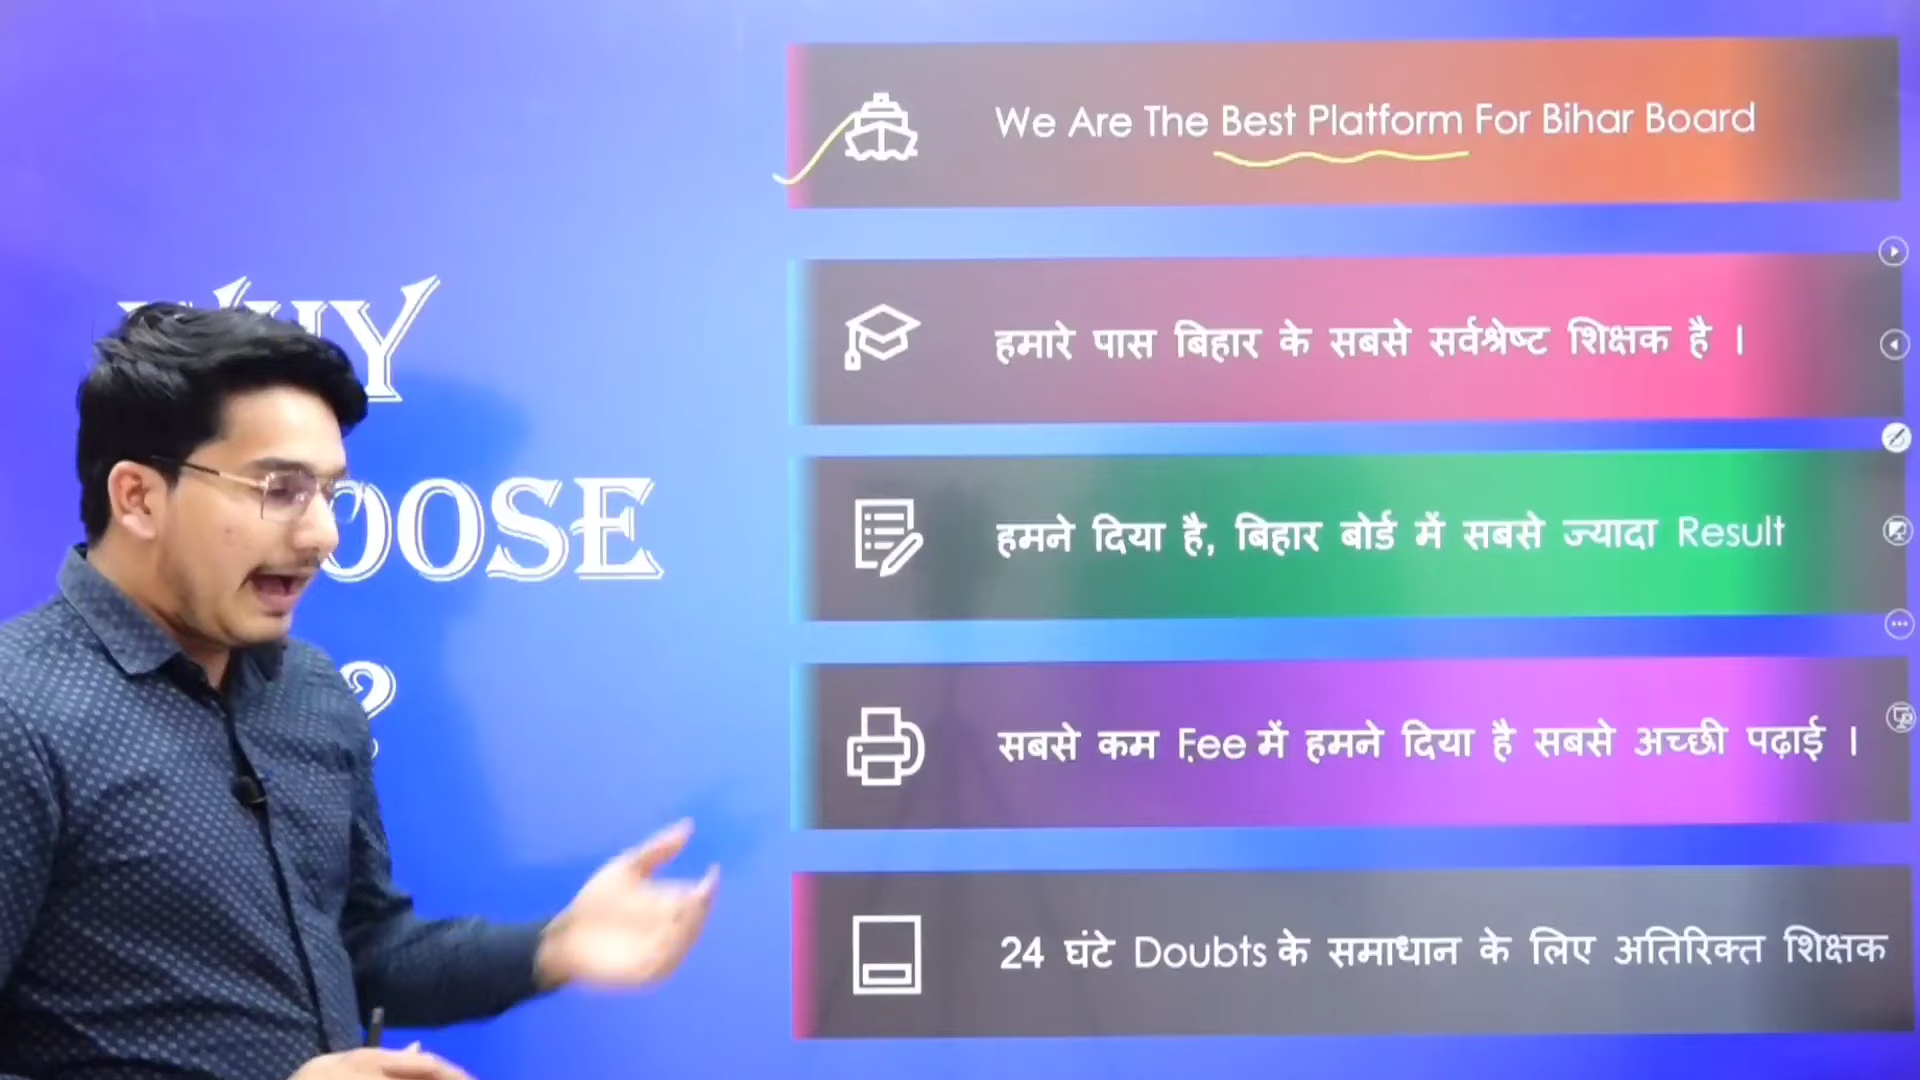 We Are The Best Platform For Bihar Board
हमारे पास बिहार के सबसे सर्वश्रेष्ट शिक्षक है ।
हमने दिया है, बिहार बोर्ड में सबसे ज्यादा Result
सबसे कम Fee में हमने दिया है सबसे अच्छी पढ़ाई ।
24 घंटे Doubts के समाधान के लिए अतिरिक्त शिक्षक